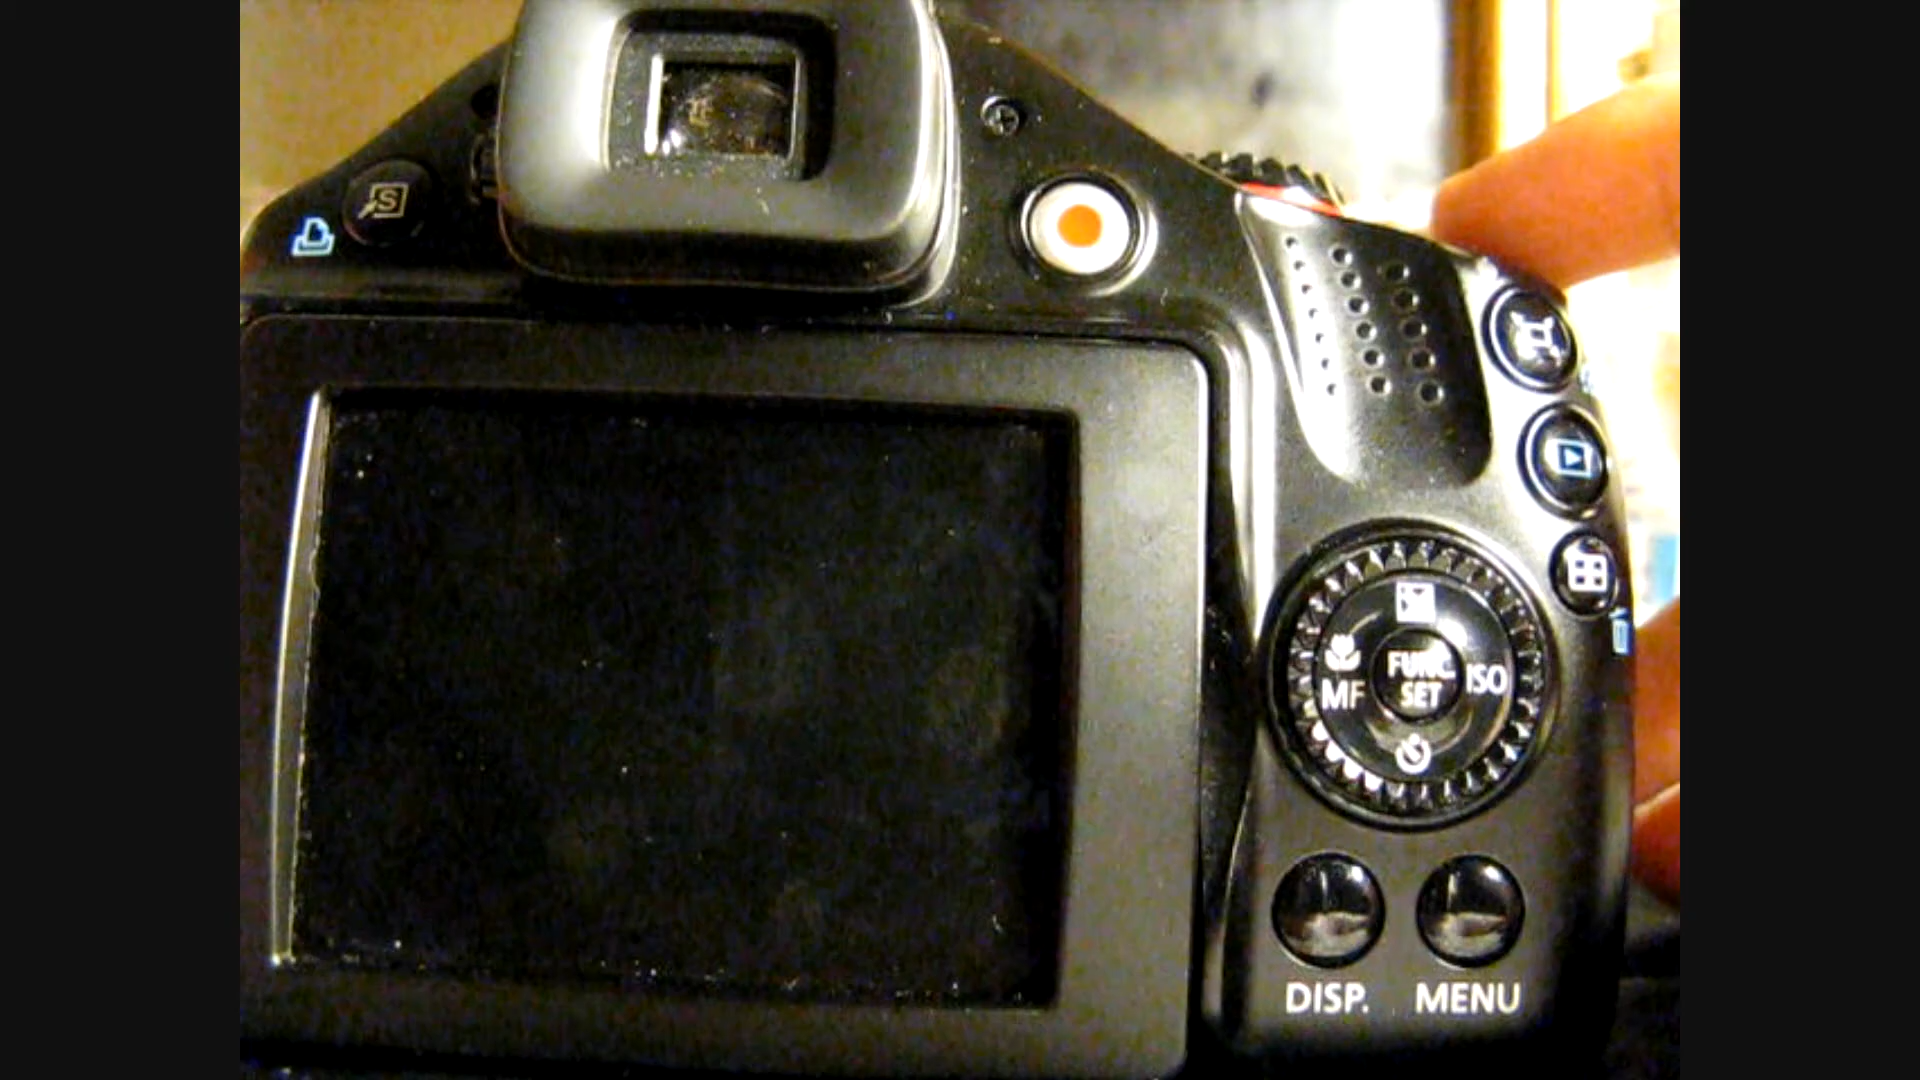 S
FUNC.
SET
ISO
MF
DISP. MENU